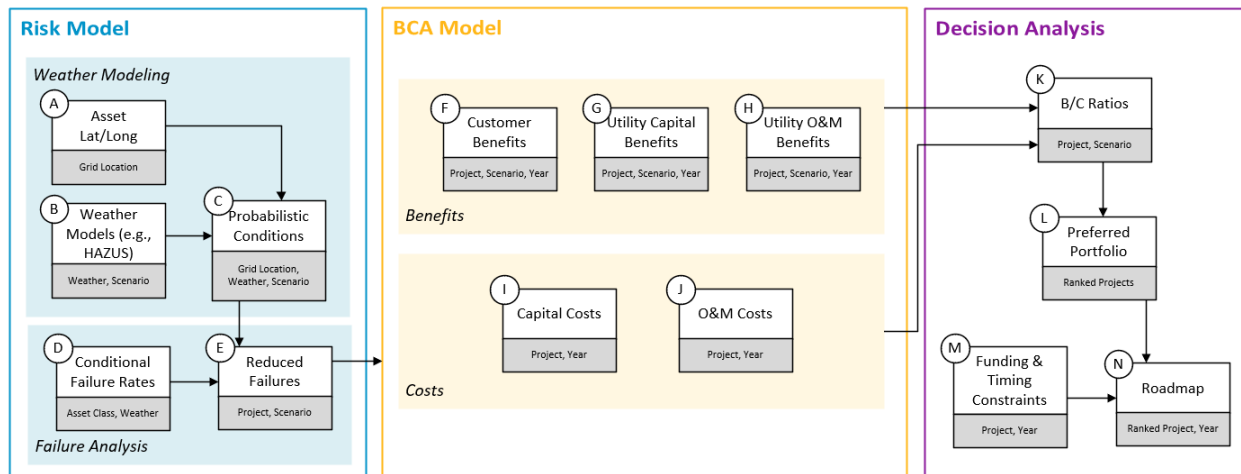 Risk Model
Weather Modeling
A
Asset
Lat/Long
Grid Location
B
Weather
Models (e.g.,
HAZUS)
Weather, Scenario
C
Probabilistic
Conditions
Grid Location,
Weather, Scenario
D
Conditional
Failure Rates
Asset Class, Weather
E
Reduced
Failures
Project, Scenario
Failure Analysis
BCA Model
F
Customer
Benefits
Project, Scenario, Year
G
Utility Capital
Benefits
Project, Scenario, Year
H
Utility O&M
Benefits
Project, Scenario, Year
Benefits
I
Capital Costs
Project, Year
J
O&M Costs
Project, Year
Costs
Decision Analysis
K
B/C Ratios
Project, Scenario
L
Preferred
Portfolio
Ranked Projects
M
Funding &
Timing
Constraints
Project, Year
N
Roadmap
Ranked Project, Year